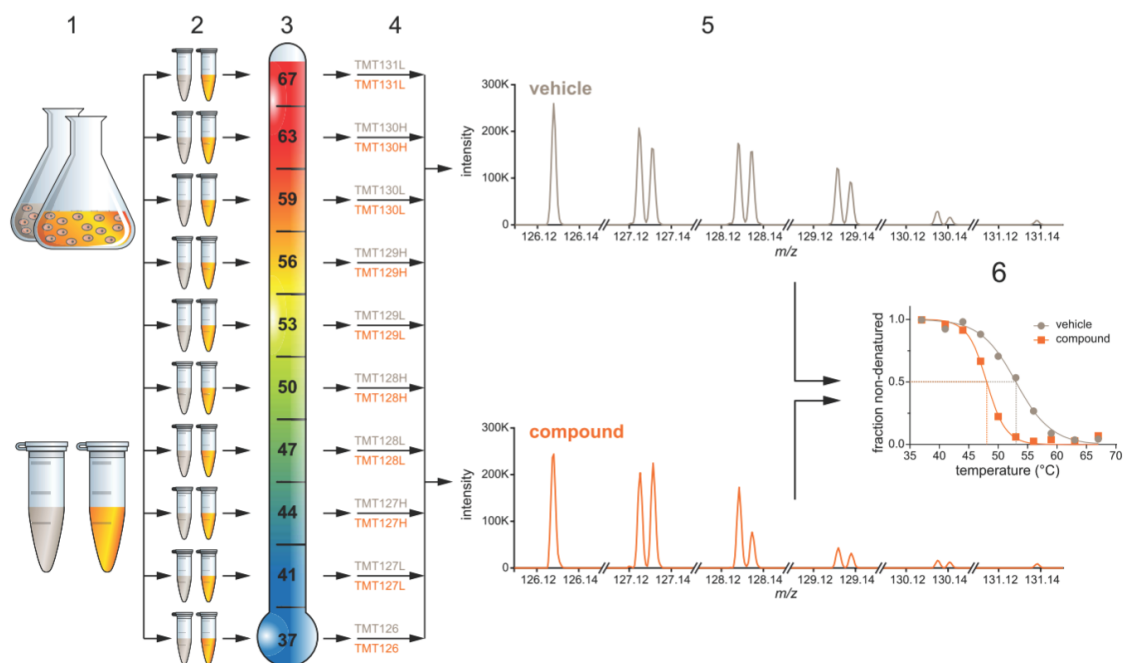 1
2
3
4
5
67
TMT131L
TMT131L
63
TMT130H
TMT130H
59
TMT130L
TMT130L
56
TMT129H
TMT129H
53
TMT129L
TMT129L
50
TMT128H
TMT128H
47
TMT128L
TMT128L
44
TMT127H
TMT127H
41
TMT127L
TMT127L
37
TMT126
TMT126
vehicle
intensity
300K
200K
100K
0
126.12 126.14 127.12 127.14 128.12 128.14 129.12 129.14 130.12 130.14 131.12 131.14
m/z
compound
intensity
300K
200K
100K
0
126.12 126.14 127.12 127.14 128.12 128.14 129.12 129.14 130.12 130.14 131.12 131.14
m/z
6
fraction non-denatured
1.0
0.5
0.0
vehicle
compound
35 40 45 50 55 60 65 70
temperature (°C)